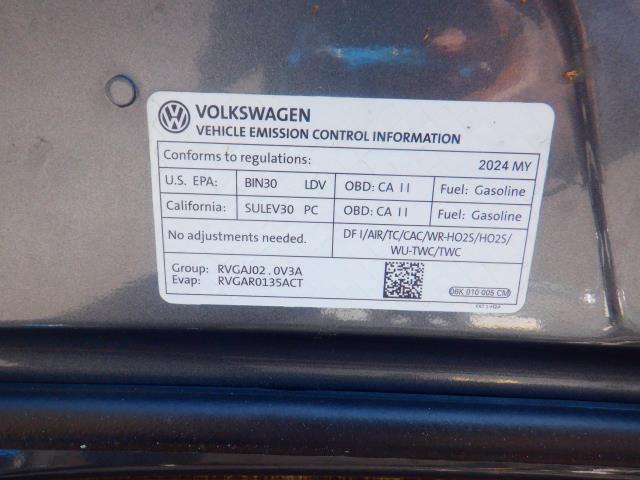 VOLKSWAGEN
VEHICLE EMISSION CONTROL INFORMATION
Conforms to regulations: 2024 MY
U.S. EPA: BIN30 LDV OBD: CA II Fuel: Gasoline
California: SULEV30 PC OBD: CA II Fuel: Gasoline
No adjustments needed. DF I/AIR/TC/CAC/WR-HO2S/HO2S/
WU-TWC/TWC
Group: RVGAJ02.0V3A
Evap: RVGAR0135ACT
06K 010 005 CM